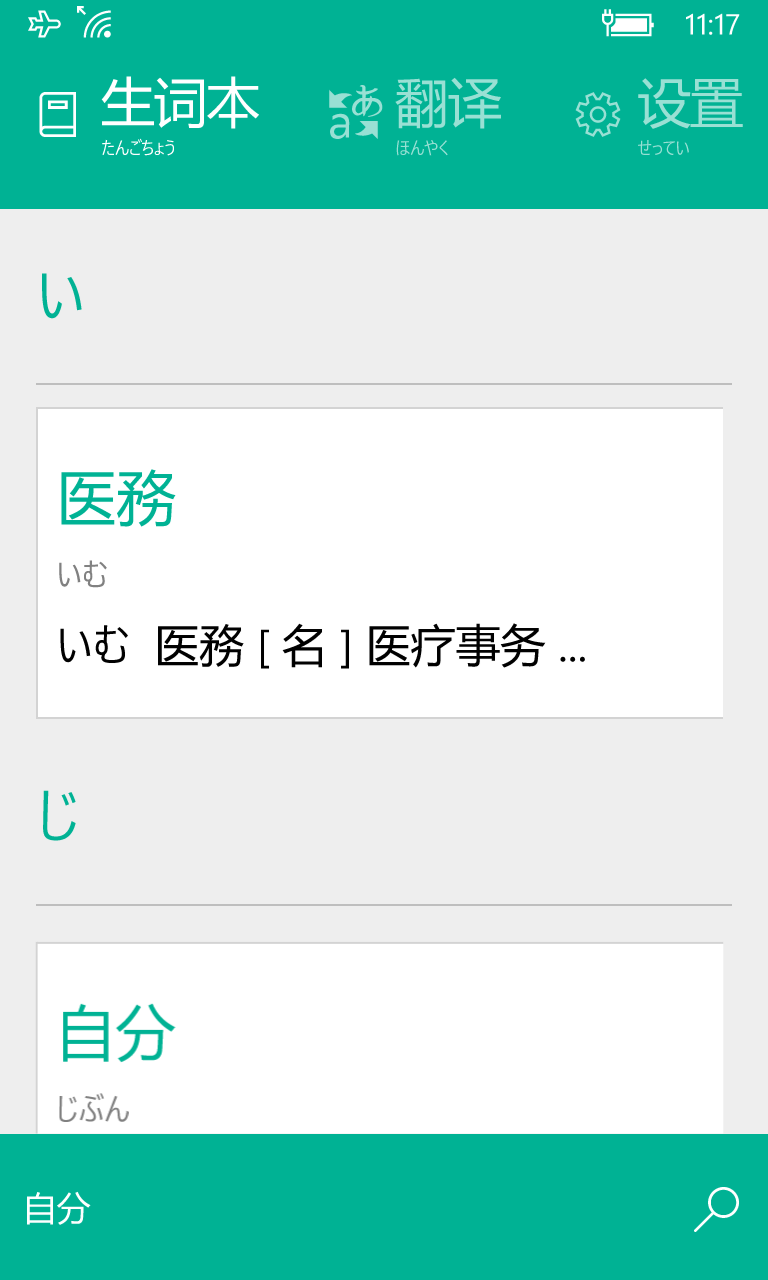 11:17
生词本 翻译 设置
たんごちょう ほんやく せってい
い
医務
いむ
いむ 医務 [ 名 ] 医疗事务 ...
じ
自分
じぶん
自分